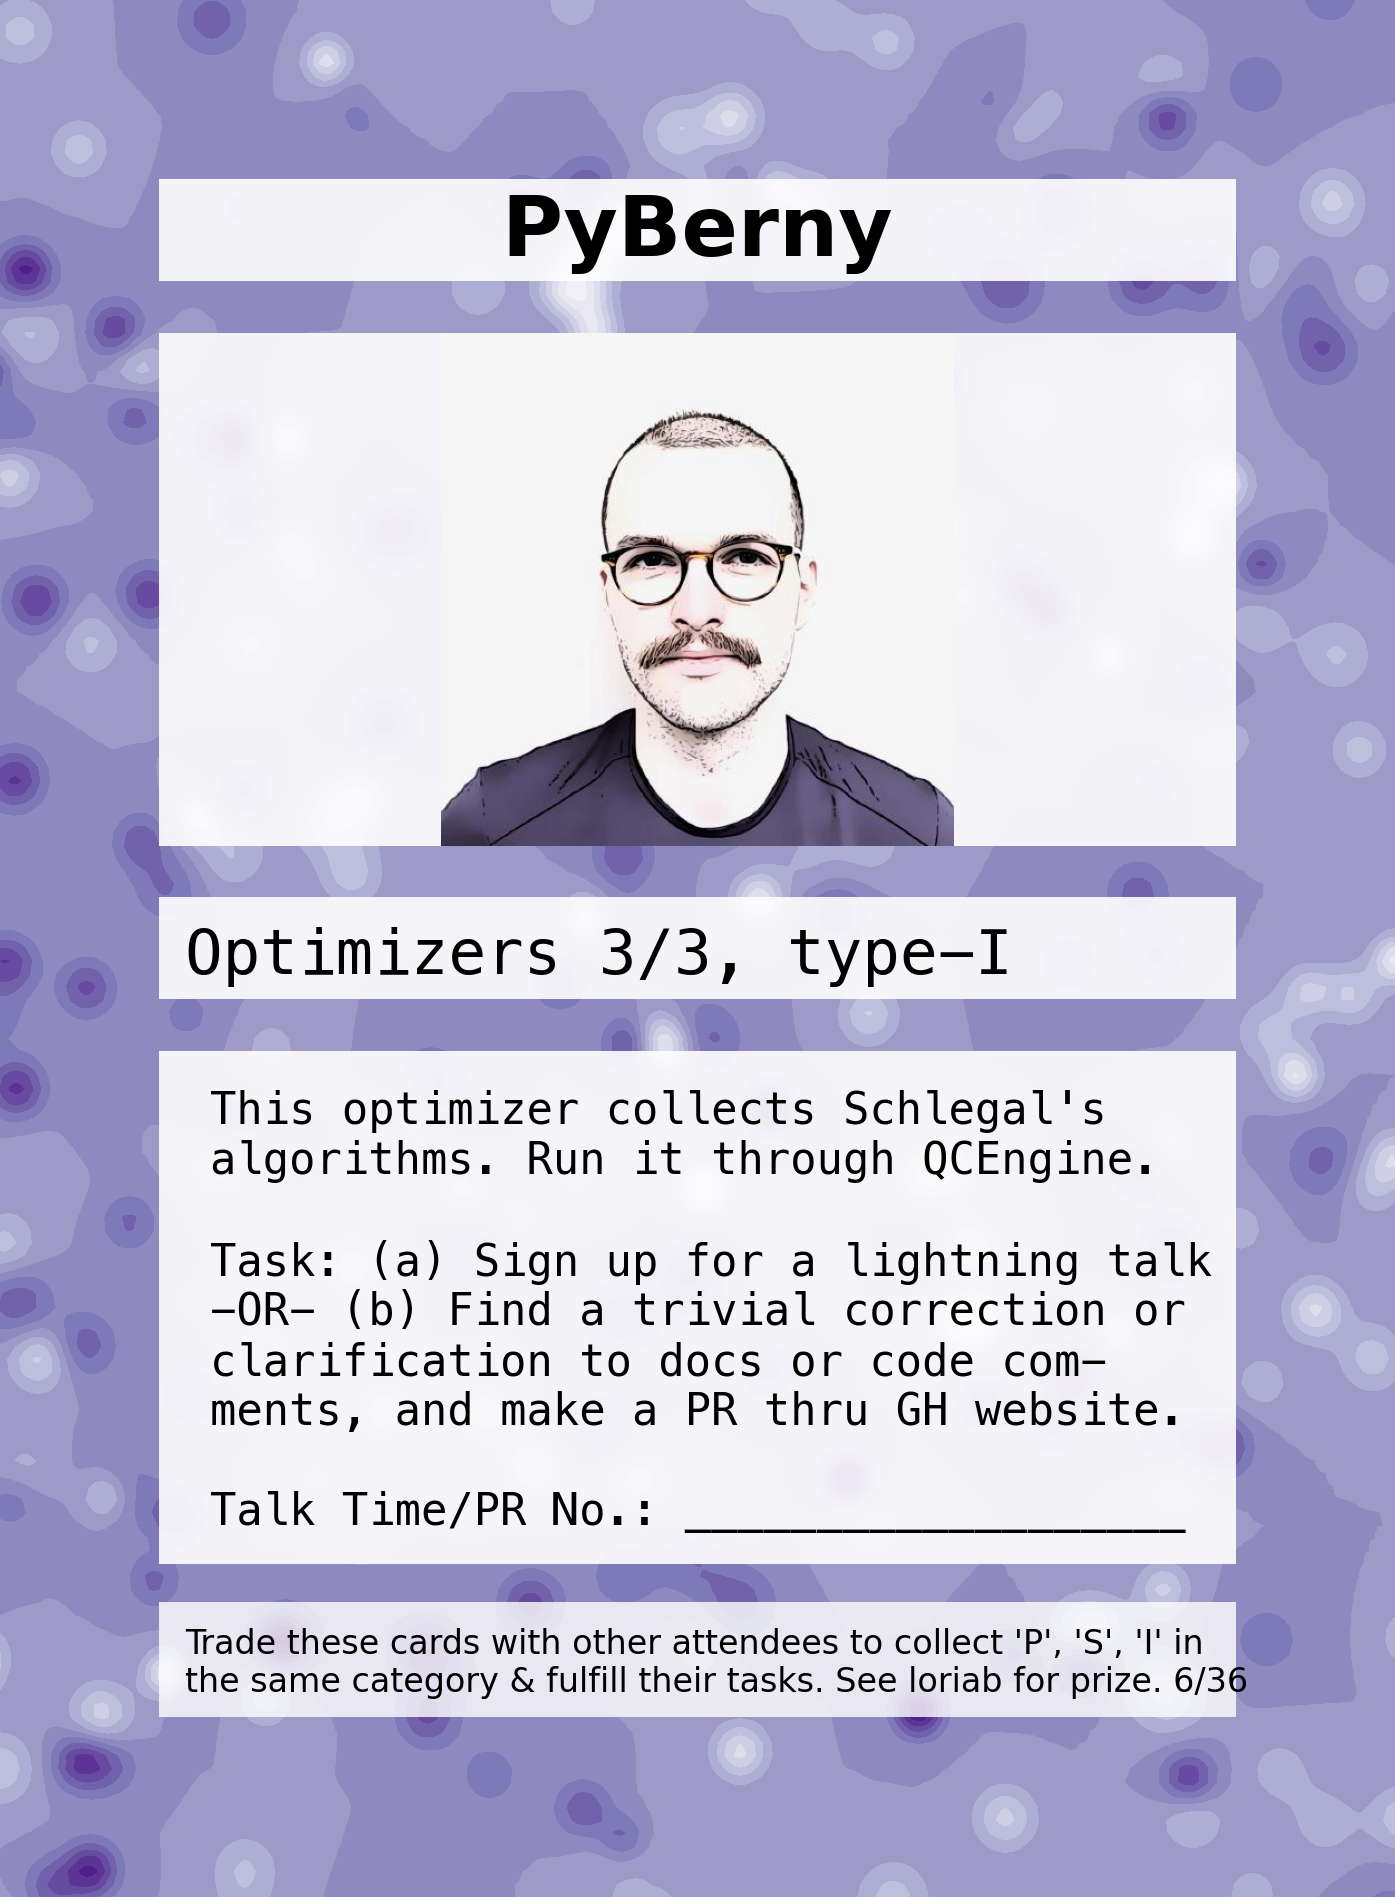 PyBerny
Optimizers 3/3, type−I
This optimizer collects Schlegal's
algorithms. Run it through QCEngine.
Task: (a) Sign up for a lightning talk
−OR− (b) Find a trivial correction or
clarification to docs or code com−
ments, and make a PR thru GH website.
Talk Time/PR No.: ___________________
Trade these cards with other attendees to collect 'P', 'S', 'I' in
the same category & fulfill their tasks. See loriab for prize. 6/36